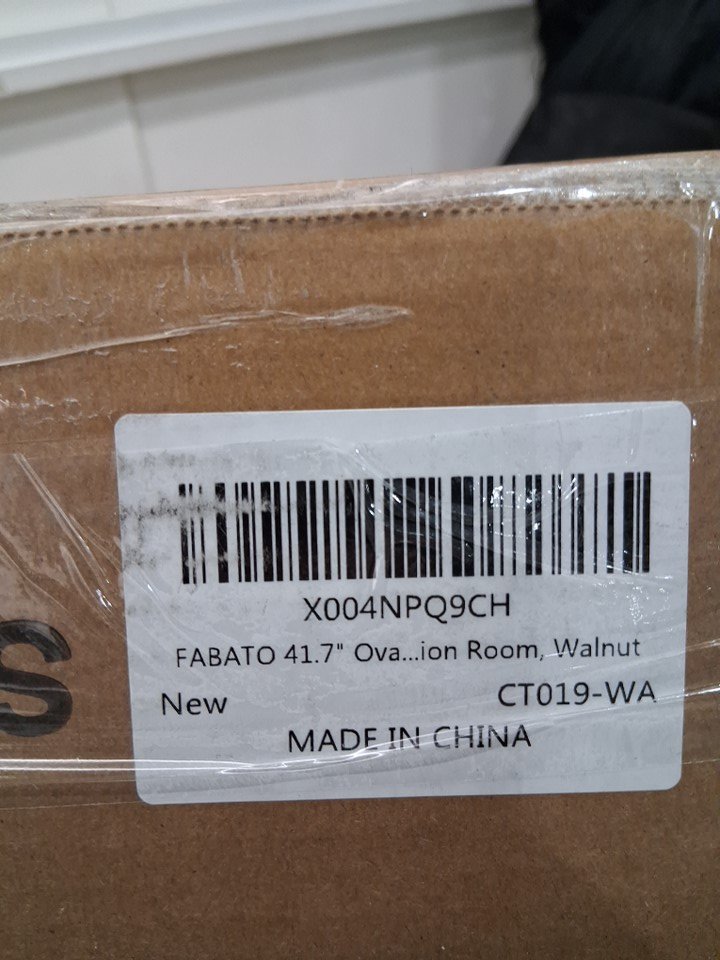 X004NPQ9CH
FABATO 41.7" Ova...ion Room, Walnut
New CT019-WA
MADE IN CHINA
S